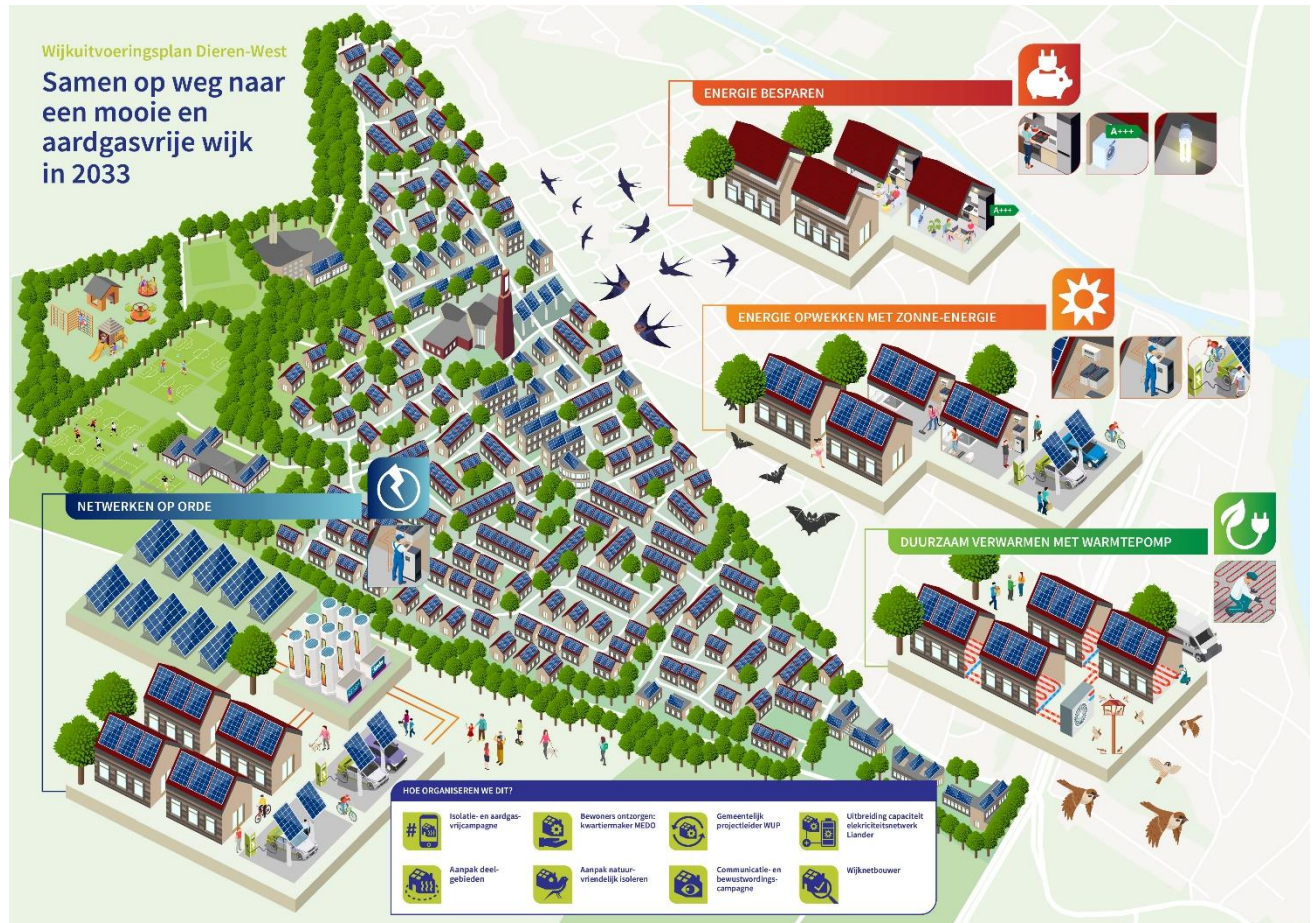 Wijkuitvoeringsplan Dieren-West
Samen op weg naar
een mooie en
aardgasvrije wijk
in 2033
ENERGIE BESPAREN
A+++
A+++
ENERGIE OPWEKKEN MET ZONNE-ENERGIE
NETWERKEN OP ORDE
DUURZAAM VERWARMEN MET WARMTEPOMP
HOE ORGANISEREN WE DIT?
#
Isolatie- en aardgas-
vrijcampagne
Bewoners ontzorgen:
kwartiermaker MEDO
Gemeentelijk
projectleider WUP
Uitbreiding capaciteit
elekriciteitsnetwerk
Liander
Aanpak deel-
gebieden
Aanpak natuur-
vriendelijk isoleren
Communicatie- en
bewustwordings-
campagne
Wijknetbouwer